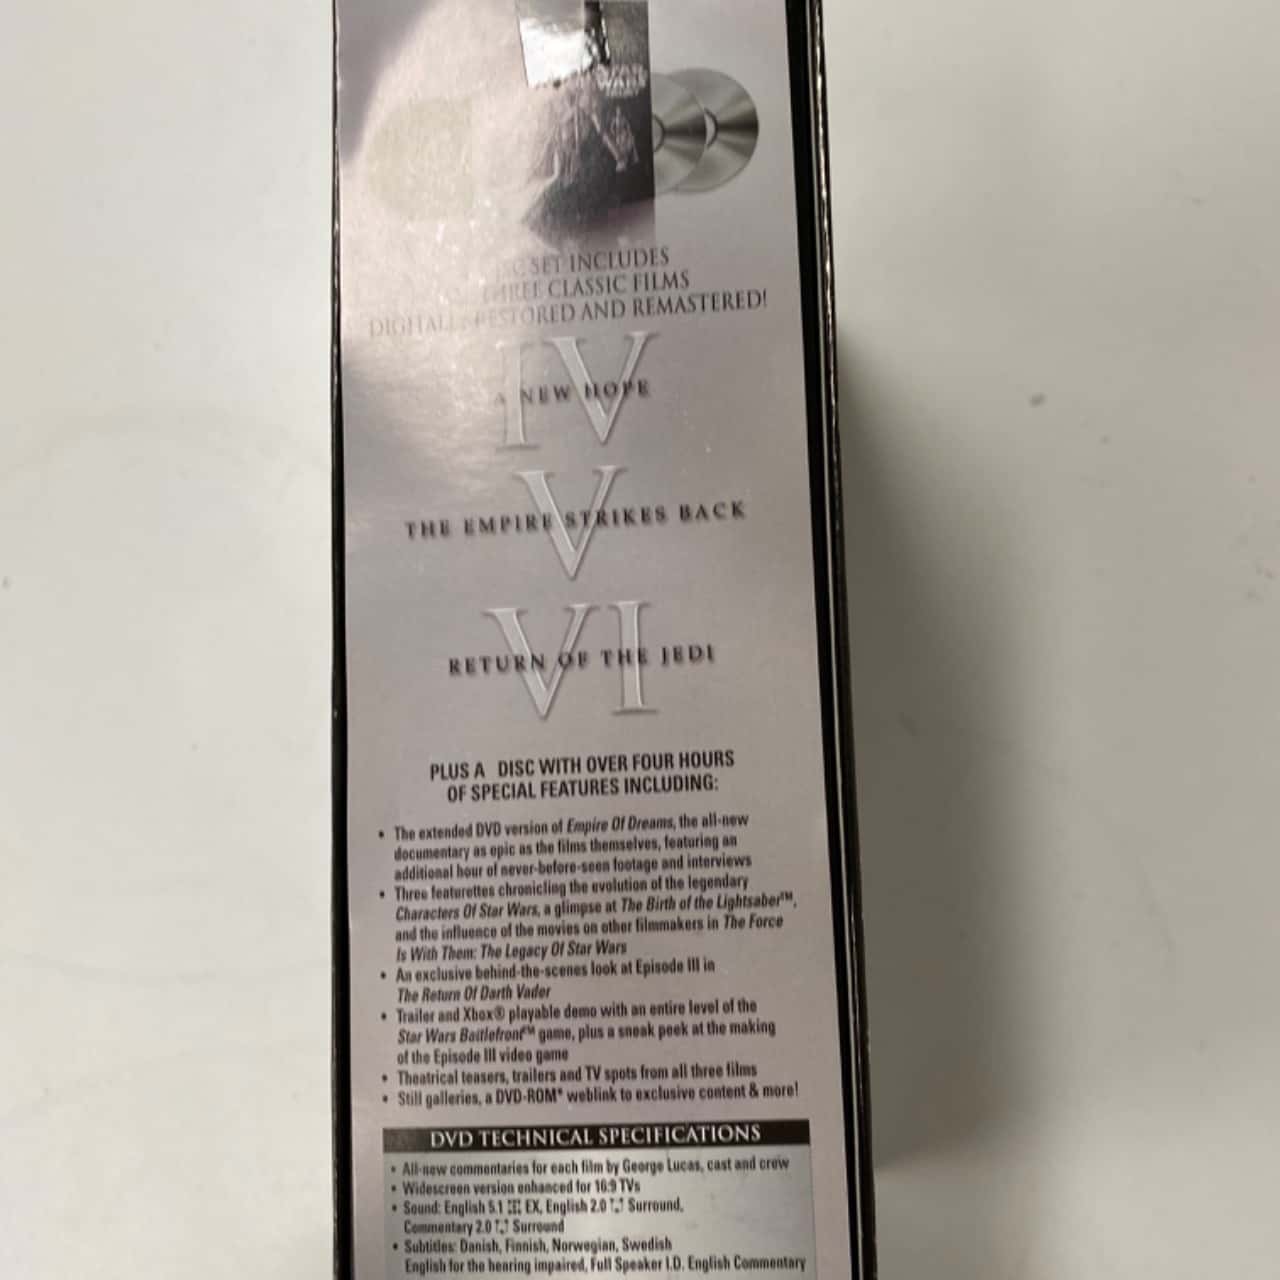 STAR
WARS
SET INCLUDES
THREE CLASSIC FILMS
DIGITALLY RESTORED AND REMASTERED!
IV
A NEW HOPE
V
THE EMPIRE STRIKES BACK
VI
RETURN OF THE JEDI
PLUS A DISC WITH OVER FOUR HOURS
OF SPECIAL FEATURES INCLUDING:
• The extended DVD version of Empire Of Dreams, the all-new
documentary as epic as the films themselves, featuring an
additional hour of never-before-seen footage and interviews
• Three featurettes chronicling the evolution of the legendary
Characters Of Star Wars, a glimpse at The Birth of the Lightsaber™,
and the influence of the movies on other filmmakers in The Force
Is With Them: The Legacy Of Star Wars
• An exclusive behind-the-scenes look at Episode III in
The Return Of Darth Vader
• Trailer and Xbox® playable demo with an entire level of the
Star Wars Battlefront™ game, plus a sneak peek at the making
of the Episode III video game
• Theatrical teasers, trailers and TV spots from all three films
• Still galleries, a DVD-ROM* weblink to exclusive content & more!
DVD TECHNICAL SPECIFICATIONS
• All-new commentaries for each film by George Lucas, cast and crew
• Widescreen version enhanced for 16:9 TVs
• Sound: English 5.1 EX, English 2.0 Surround,
Commentary 2.0 Surround
• Subtitles: Danish, Finnish, Norwegian, Swedish
English for the hearing impaired, Full Speaker I.D. English Commentary